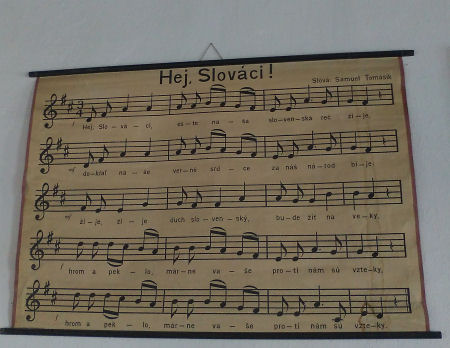 Hej, Slováci!
Slová: Samuel Tomášik
Hej, Slo-va-ci, eš-te na-ša slo-ven-ská reč ži-je,
do-kiaľ na-še ver-né srd-ce za náš ná-rod bi-je.
ži-je, ži-je duch slo-ven-ský, bu-de žiť na ve-ky,
hrom a pek-lo, már-ne va-še pro-ti nám sú vzte-ky,
hrom a pek-lo, már-ne va-še pro-ti nám sú vzte-ky.